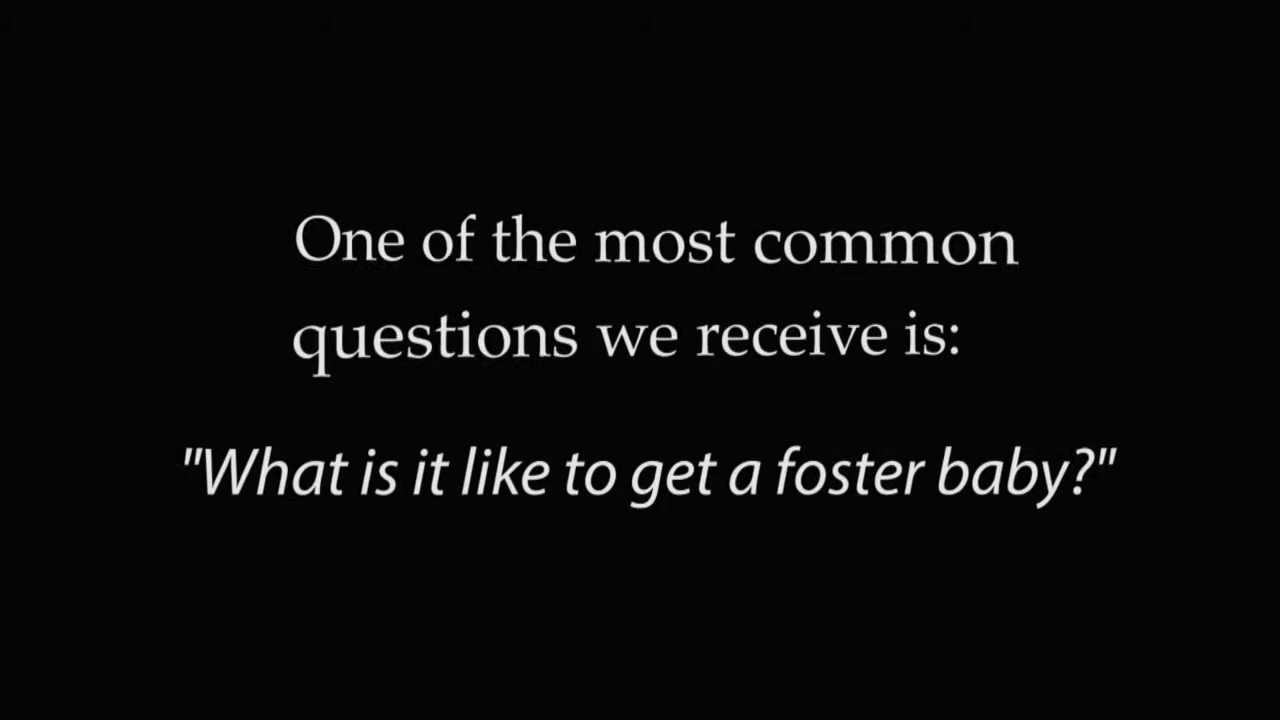 One of the most common
questions we receive is:
"What is it like to get a foster baby?"